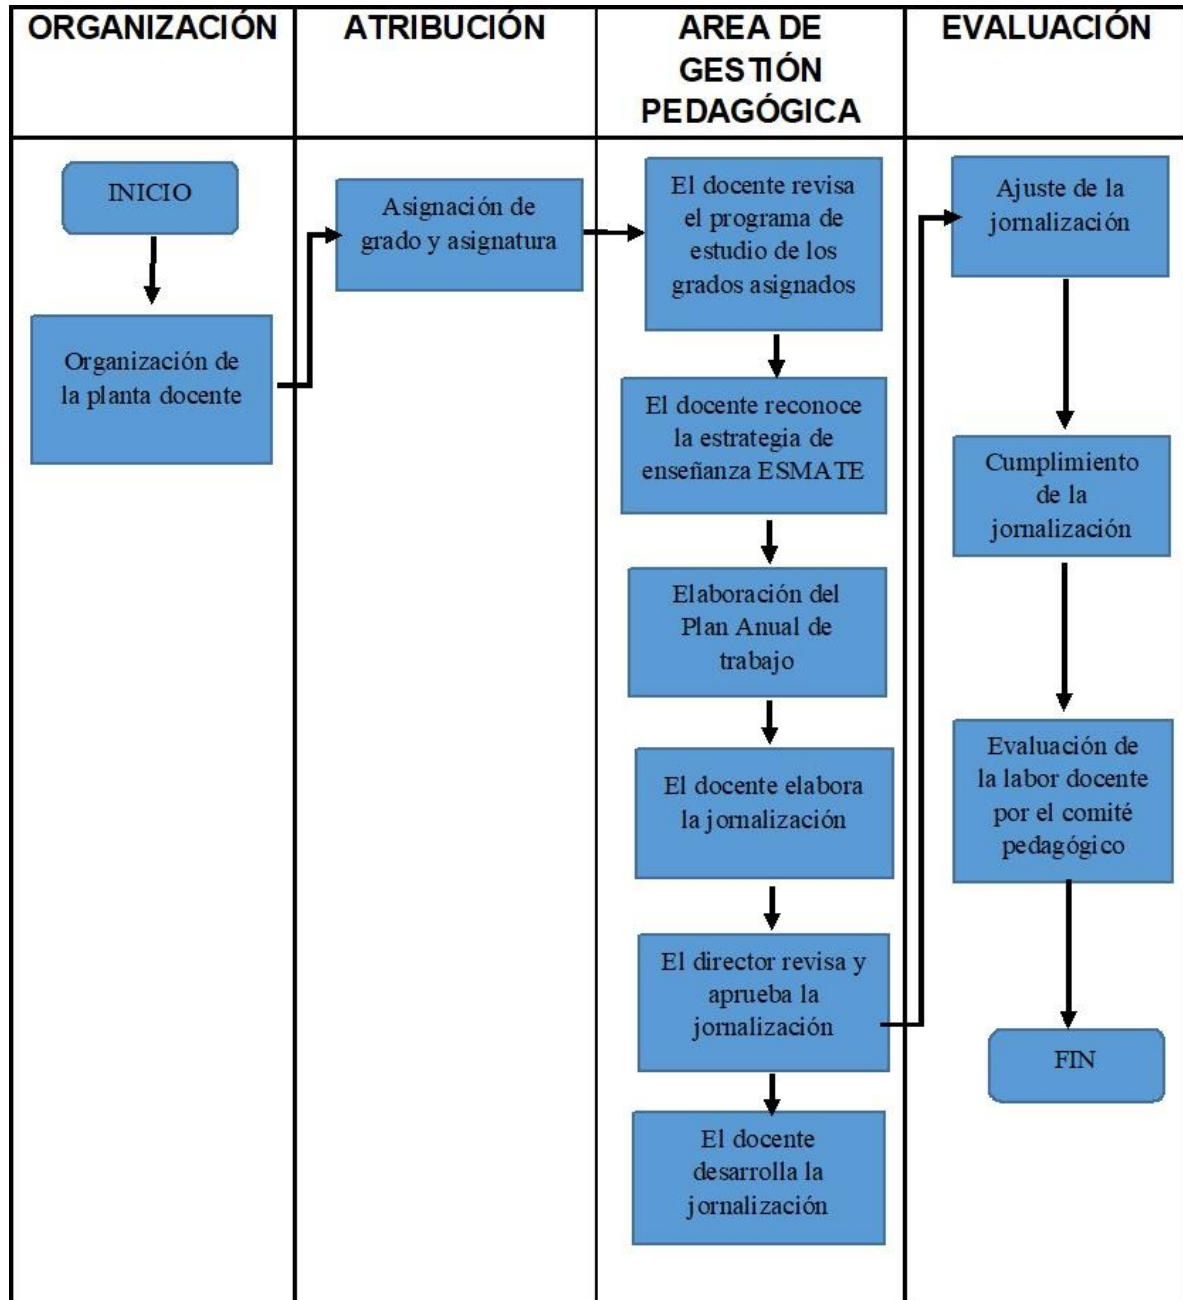 ORGANIZACIÓN
ATRIBUCIÓN
AREA DE
GESTIÓN
PEDAGÓGICA
EVALUACIÓN
INICIO
Organización de
la planta docente
Asignación de
grado y asignatura
El docente revisa
el programa de
estudio de los
grados asignados
El docente reconoce
la estrategia de
enseñanza ESMATE
Elaboración del
Plan Anual de
trabajo
El docente elabora
la jornalización
El director revisa y
aprueba la
jornalización
El docente
desarrolla la
jornalización
Ajuste de la
jornalización
Cumplimiento
de la
jornalización
Evaluación de
la labor docente
por el comité
pedagógico
FIN